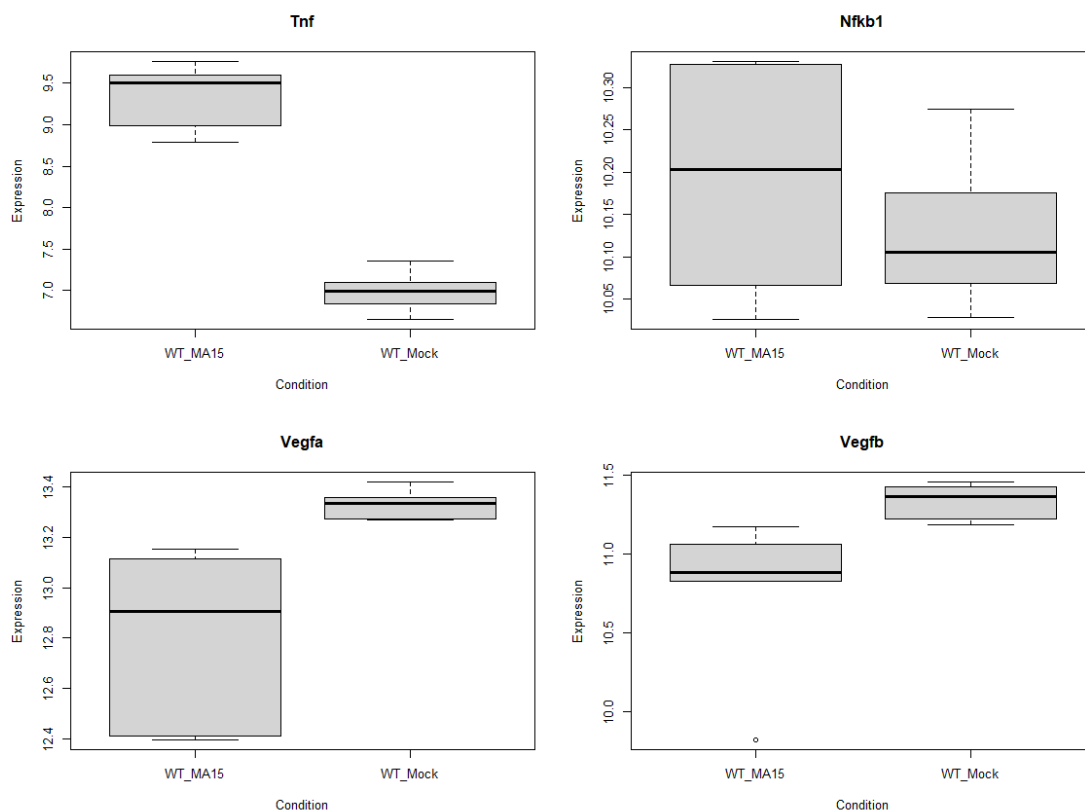 Tnf
Expression
9.5
9.0
8.5
8.0
7.5
7.0
WT_MA15 WT_Mock
Condition
Nfkb1
Expression
10.30
10.25
10.20
10.15
10.10
10.05
WT_MA15 WT_Mock
Condition
Vegfa
Expression
13.4
13.2
13.0
12.8
12.6
12.4
WT_MA15 WT_Mock
Condition
Vegfb
Expression
11.5
11.0
10.5
10.0
WT_MA15 WT_Mock
Condition